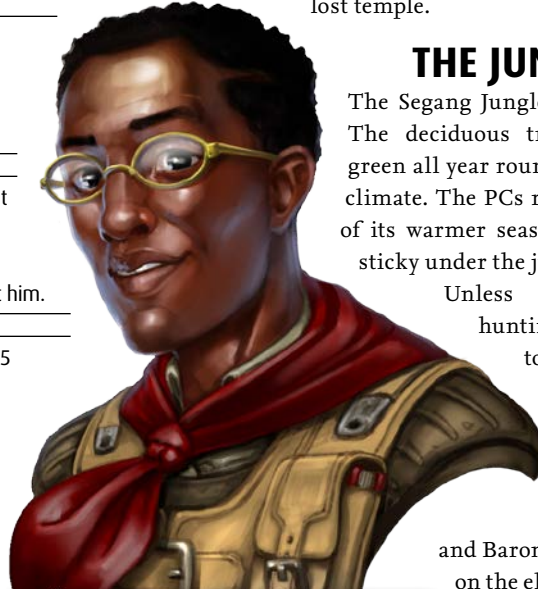 t
t him.
5
lost temple.
THE JUN
The Segang Jungle
The deciduous tr
green all year roun
climate. The PCs m
of its warmer seas
sticky under the j
Unless
huntin
to
and Baron
on the el